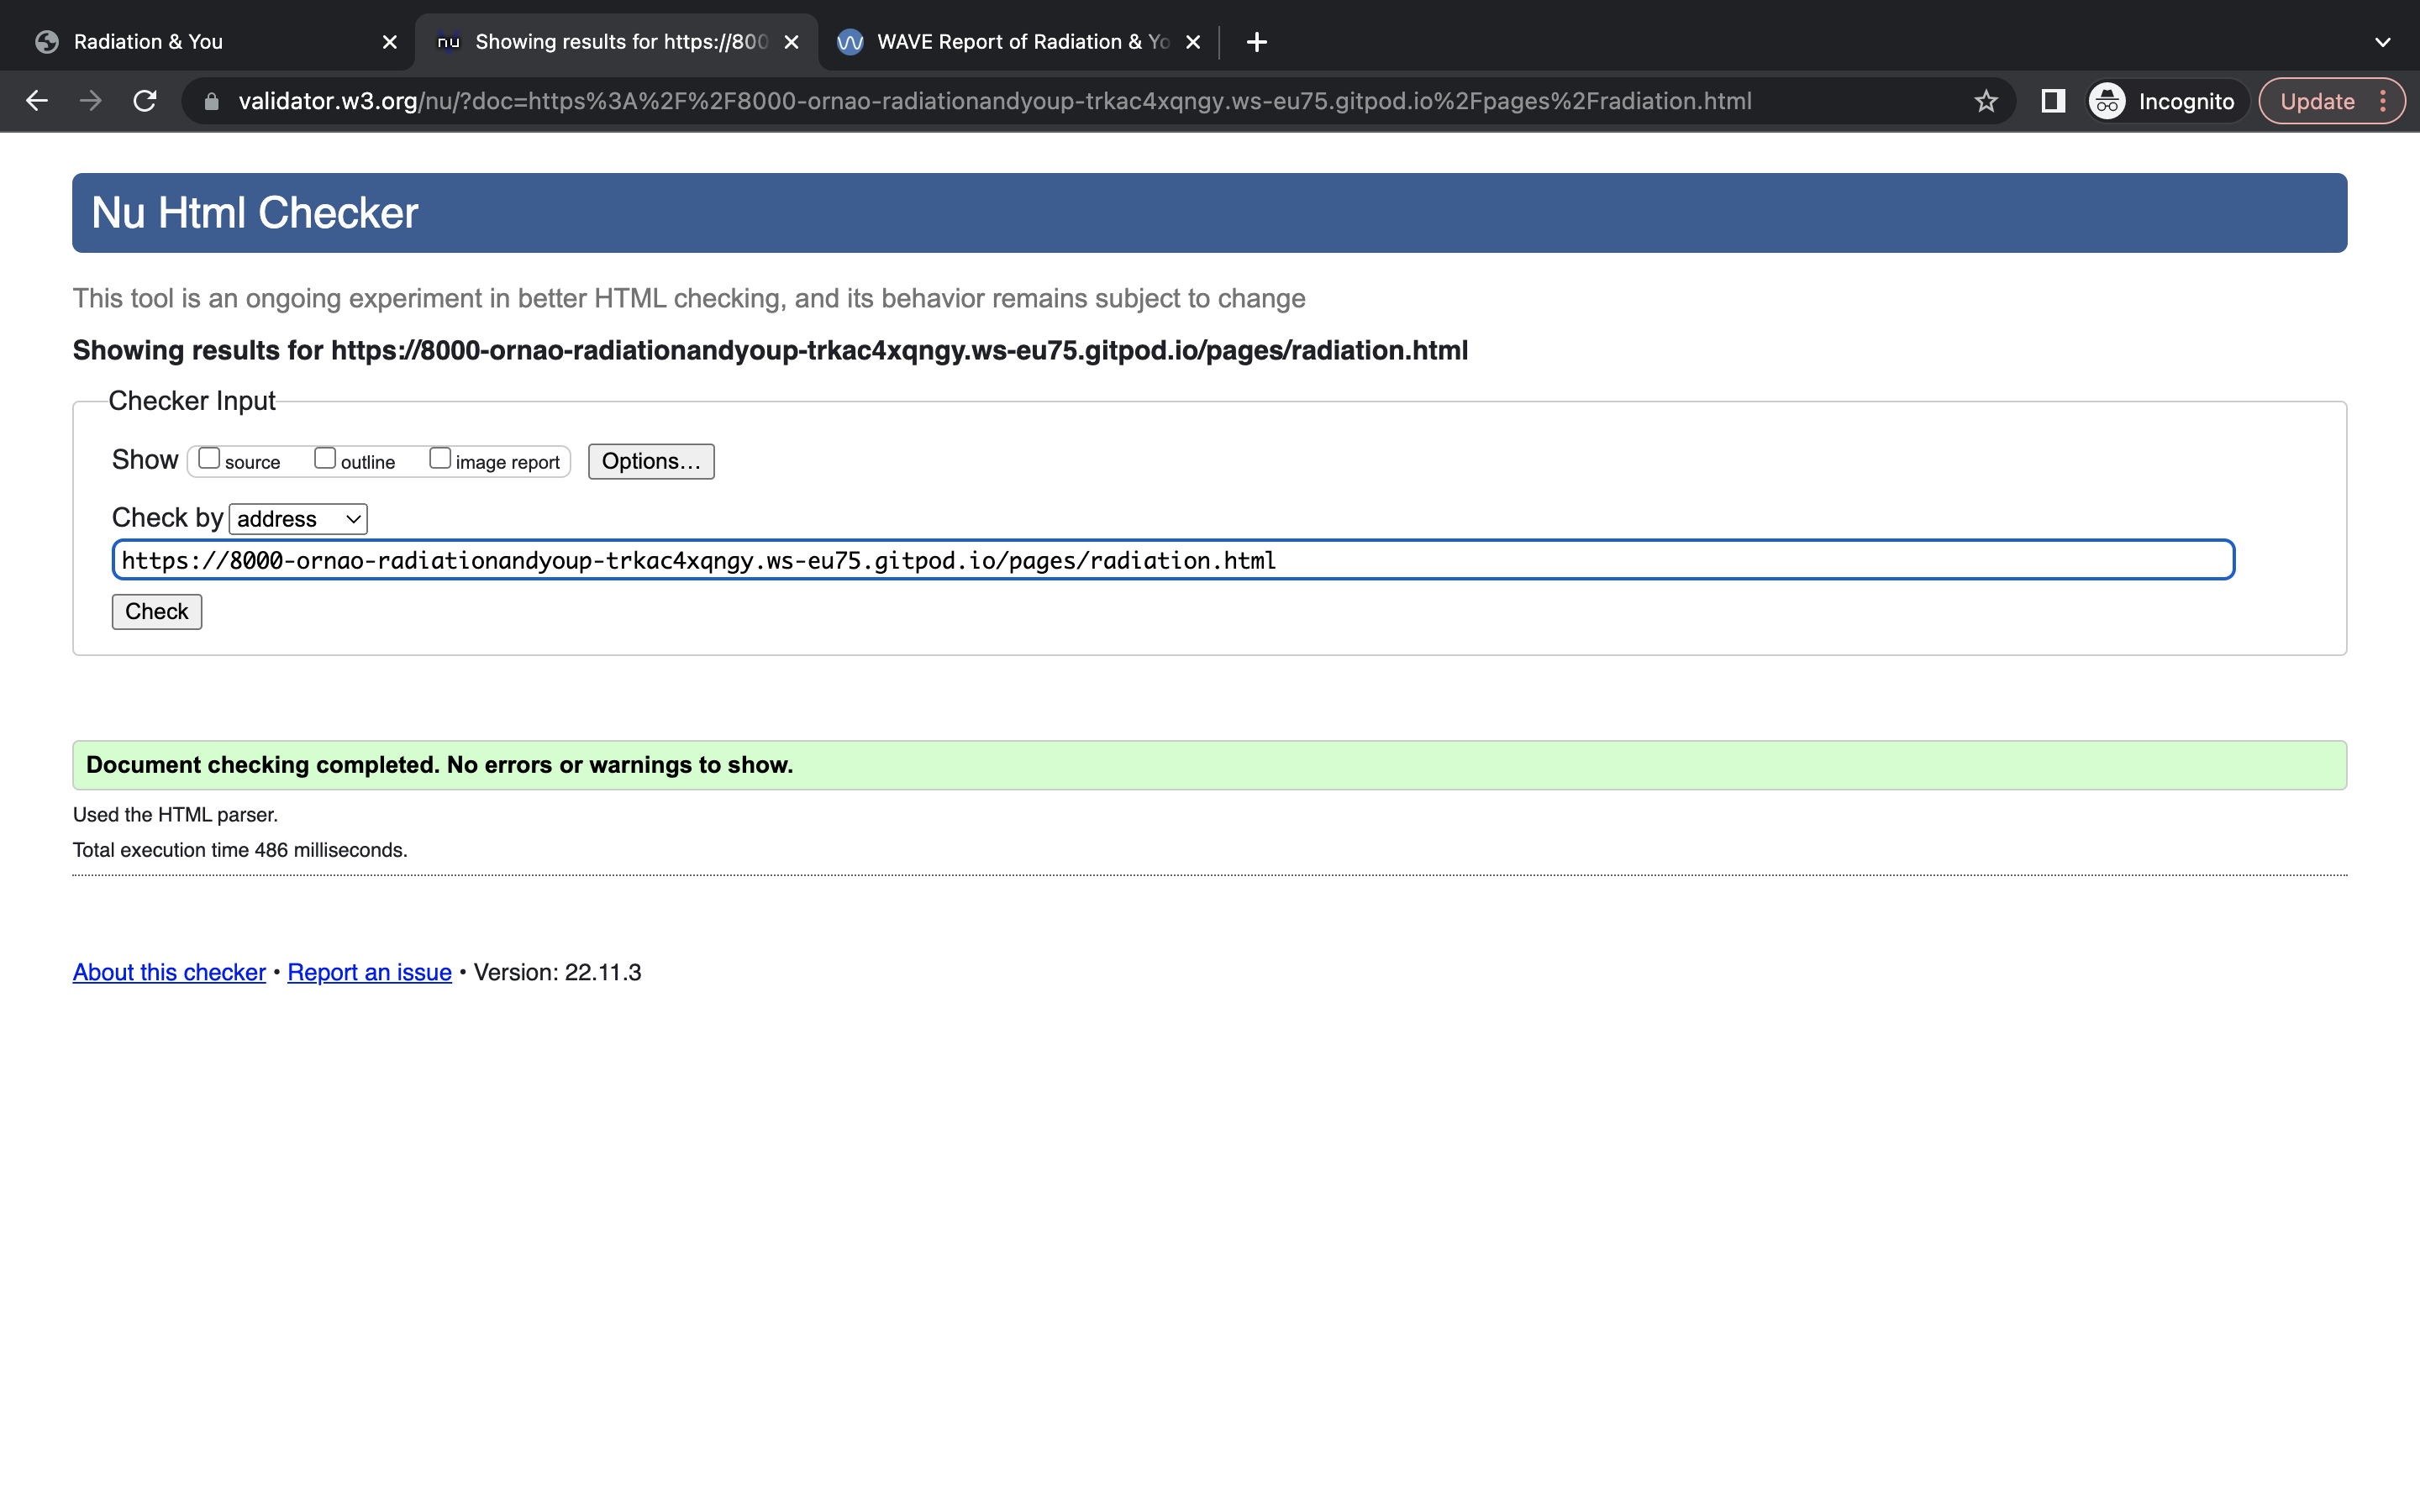 Radiation & You
nu Showing results for https://800
WAVE Report of Radiation & Yo
validator.w3.org/nu/?doc=https%3A%2F%2F8000-ornao-radiationandyoup-trkac4xqngy.ws-eu75.gitpod.io%2Fpages%2Fradiation.html
Incognito
Update
Nu Html Checker
This tool is an ongoing experiment in better HTML checking, and its behavior remains subject to change
Showing results for https://8000-ornao-radiationandyoup-trkac4xqngy.ws-eu75.gitpod.io/pages/radiation.html
Checker Input
Show source outline image report Options...
Check by address
https://8000-ornao-radiationandyoup-trkac4xqngy.ws-eu75.gitpod.io/pages/radiation.html
Check
Document checking completed. No errors or warnings to show.
Used the HTML parser.
Total execution time 486 milliseconds.
About this checker • Report an issue • Version: 22.11.3